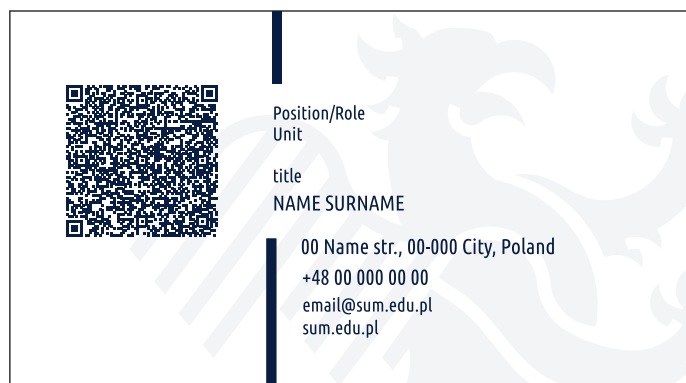 Position/Role
Unit
title
NAME SURNAME
00 Name str., 00-000 City, Poland
+48 00 000 00 00
email@sum.edu.pl
sum.edu.pl